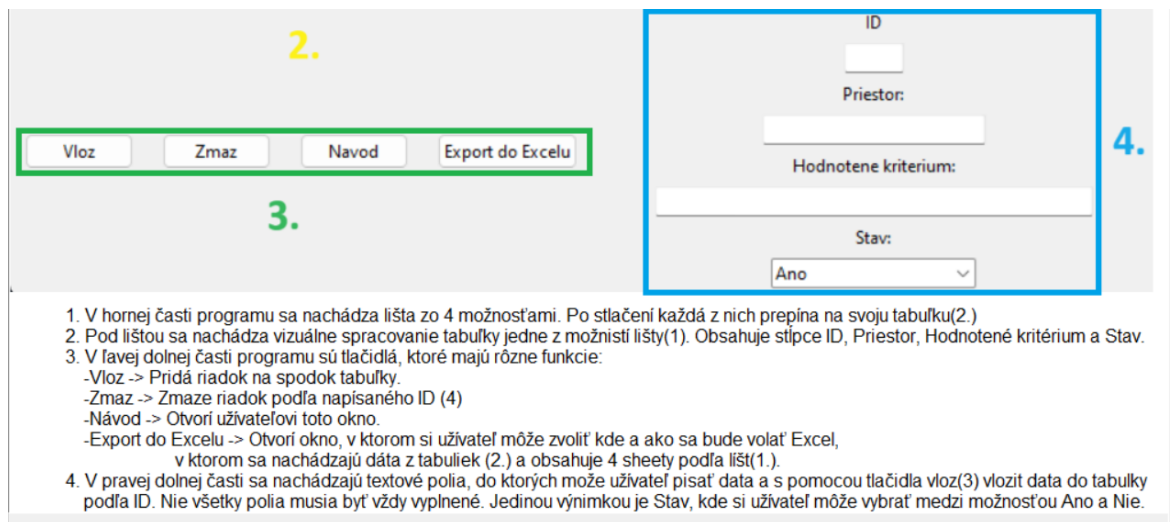 2.
ID
Priestor:
Vloz Zmaz Navod Export do Excelu
4.
Hodnotene kriterium:
3.
Stav:
Ano
1. V hornej časti programu sa nachádza lišta zo 4 možnosťami. Po stlačení každá z nich prepína na svoju tabuľku(2.)
2. Pod lištou sa nachádza vizuálne spracovanie tabuľky jedne z možnistí lišty(1). Obsahuje stĺpce ID, Priestor, Hodnotené kritérium a Stav.
3. V ľavej dolnej časti programu sú tlačidlá, ktoré majú rôzne funkcie:
-Vloz -> Pridá riadok na spodok tabuľky.
-Zmaz -> Zmaze riadok podľa napísaného ID (4)
-Návod -> Otvorí užívateľovi toto okno.
-Export do Excelu -> Otvorí okno, v ktorom si užívateľ môže zvoliť kde a ako sa bude volať Excel,
v ktorom sa nachádzajú dáta z tabuliek (2.) a obsahuje 4 sheety podľa líšt(1.).
4. V pravej dolnej časti sa nachádzajú textové polia, do ktorých može užívateľ pisať data a s pomocou tlačidla vloz(3) vlozit data do tabulky
podľa ID. Nie všetky polia musia byť vždy vyplnené. Jedinou výnimkou je Stav, kde si užívateľ môže vybrať medzi možnosťou Ano a Nie.